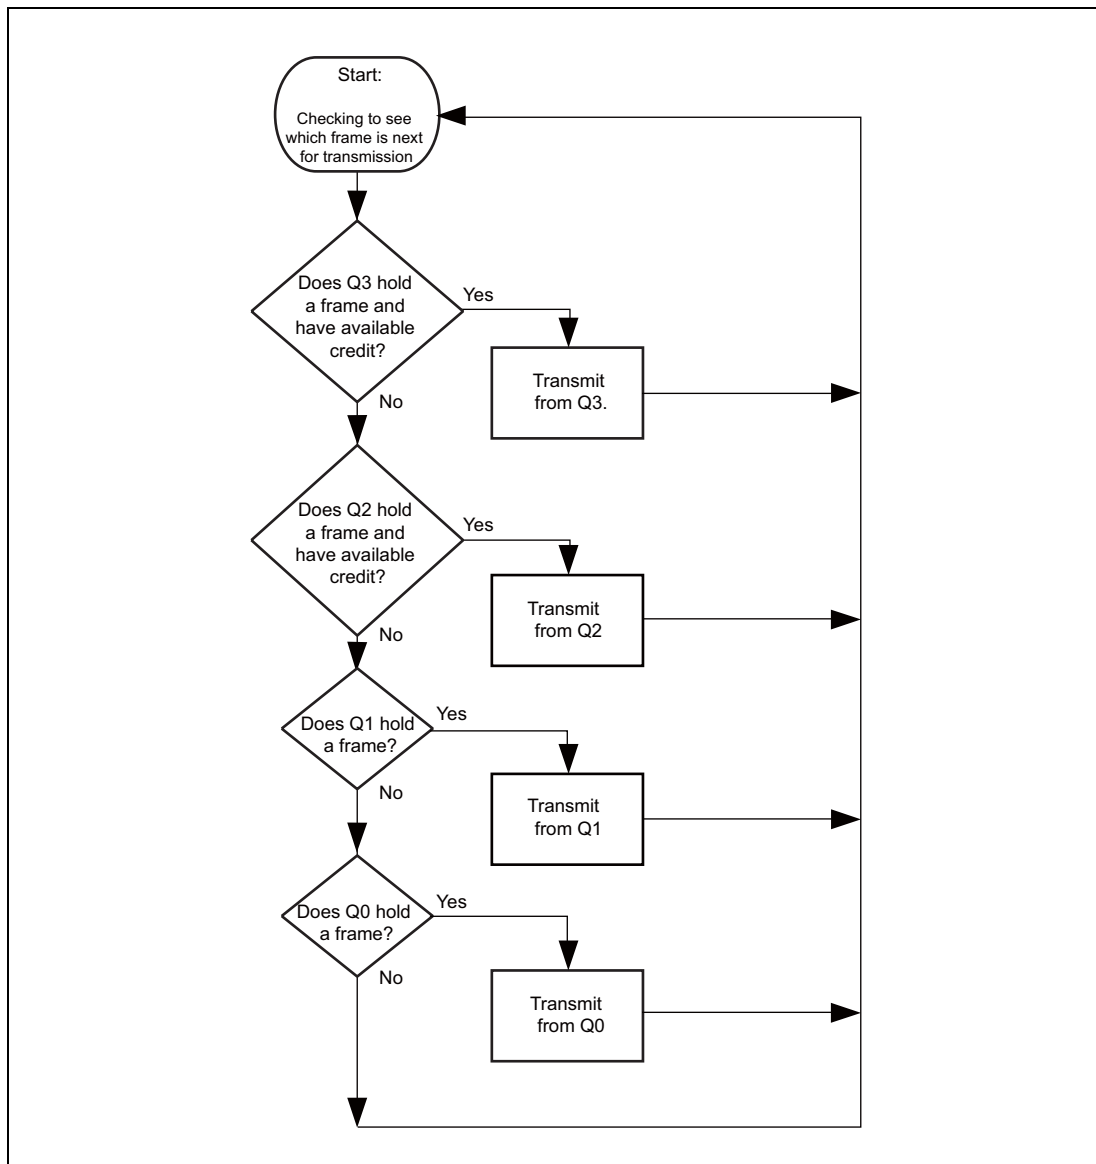 Start:
Checking to see
which frame is next
for transmission
Does Q3 hold
a frame and
have available
credit?
Yes
Transmit
from Q3.
No
Does Q2 hold
a frame and
have available
credit?
Yes
Transmit
from Q2
No
Does Q1 hold
a frame?
Yes
Transmit
from Q1
No
Does Q0 hold
a frame?
Yes
Transmit
from Q0
No